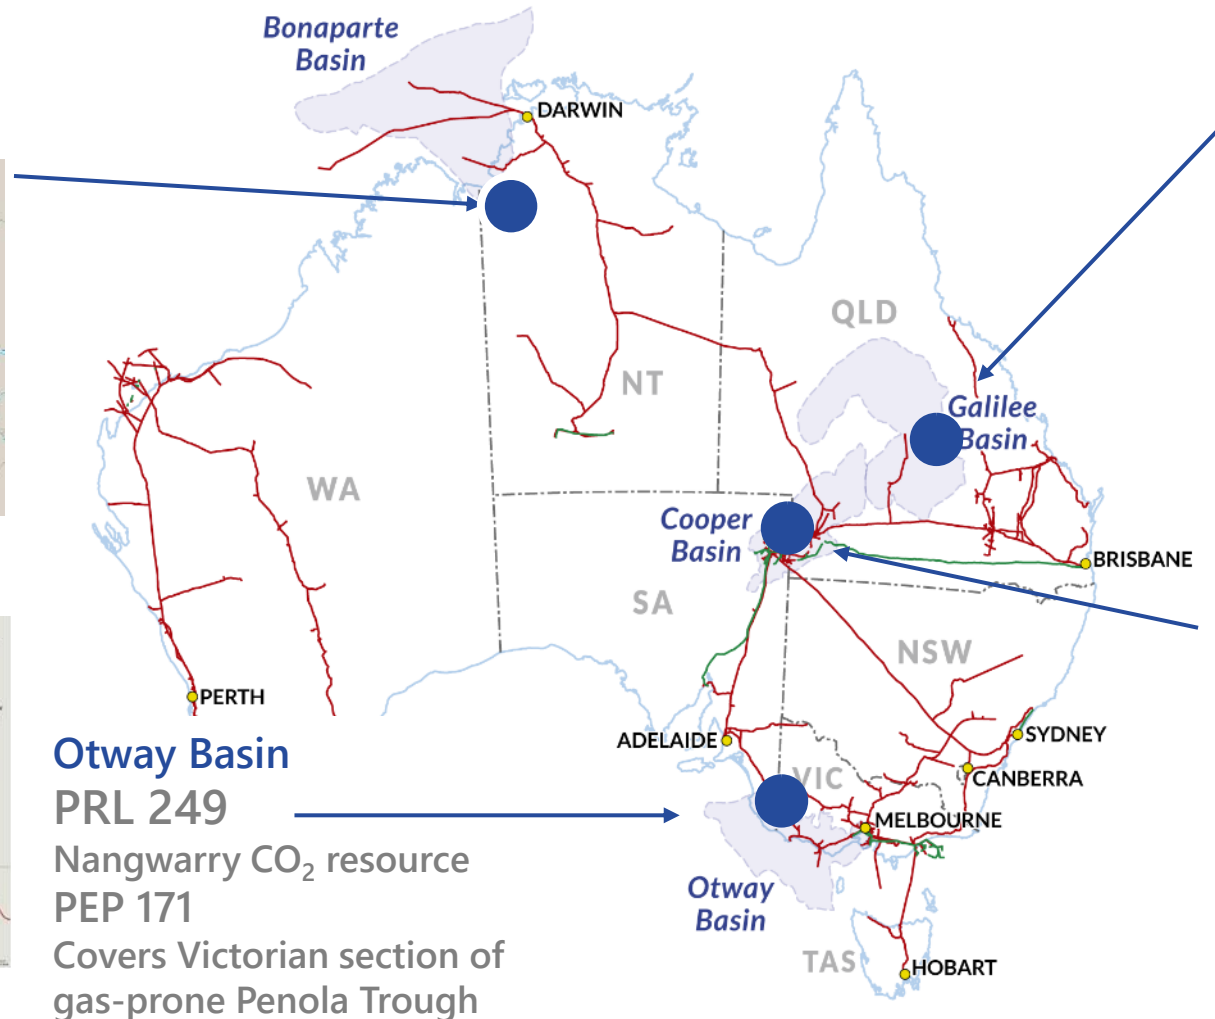 Bonaparte
Basin
DARWIN
QLD
NT
Galilee
Basin
WA
Cooper
Basin
BRISBANE
SA
NSW
PERTH
ADELAIDE
SYDNEY
VIC
CANBERRA
MELBOURNE
Otway
Basin
TAS
HOBART
Otway Basin
PRL 249
Nangwarry CO₂ resource
PEP 171
Covers Victorian section of
gas-prone Penola Trough